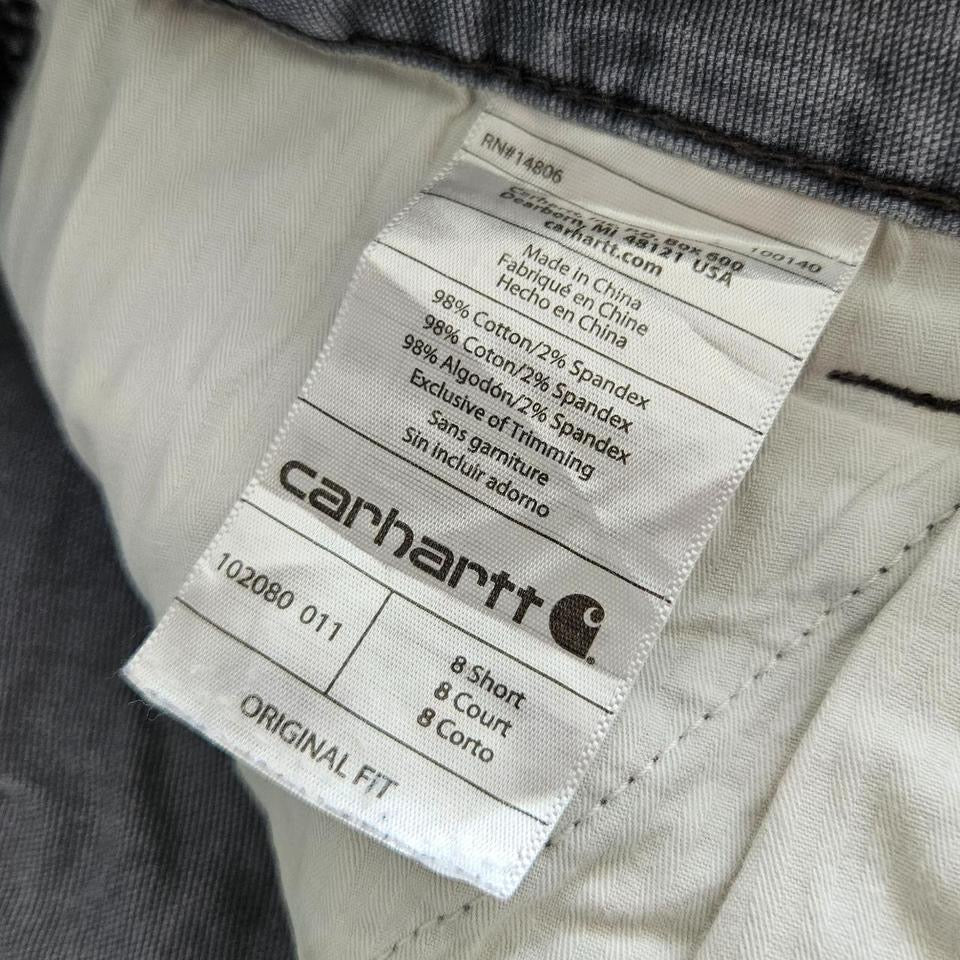 RN#14806
100140
P.O. Box 600
Dearborn, MI 48121 USA
carhartt.com
Made in China
Fabriqué en Chine
Hecho en China
98% Cotton/2% Spandex
98% Coton/2% Spandex
98% Algodón/2% Spandex
Exclusive of Trimming
Sans garniture
Sin incluir adorno
carhartt
102080 011
8 Short
8 Court
8 Corto
ORIGINAL FIT